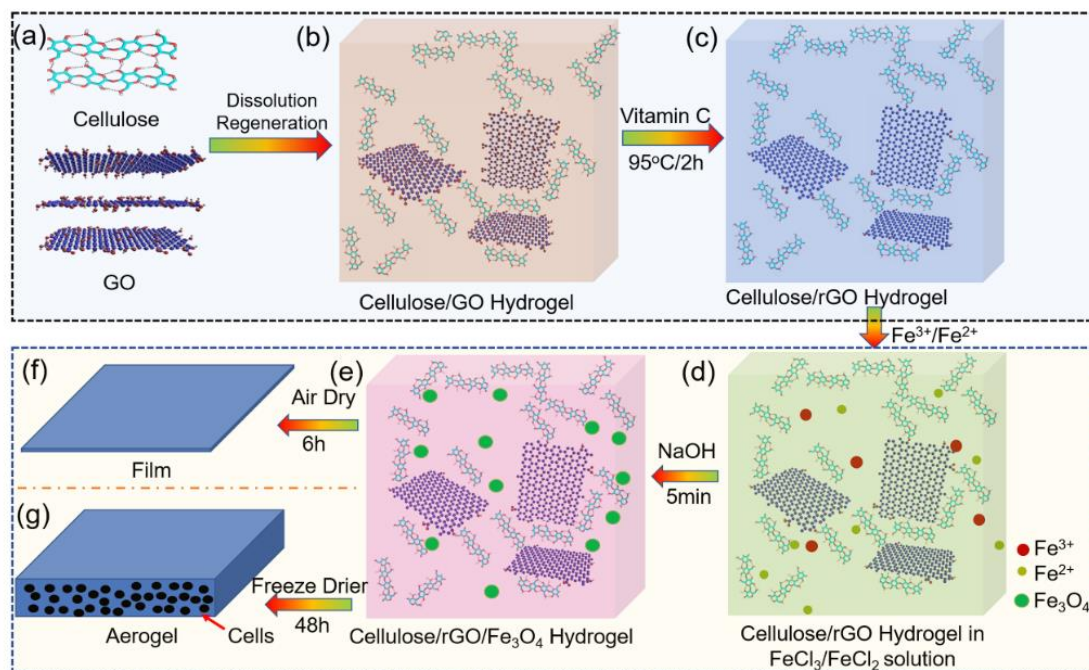 (a)
Cellulose
GO
Dissolution
Regeneration
(b)
Cellulose/GO Hydrogel
Vitamin C
95°C/2h
(c)
Cellulose/rGO Hydrogel
Fe³⁺/Fe²⁺
(d)
Fe³⁺
Fe²⁺
Fe₃O₄
Cellulose/rGO Hydrogel in
FeCl₃/FeCl₂ solution
NaOH
5min
(e)
Cellulose/rGO/Fe₃O₄ Hydrogel
Air Dry
6h
(f)
Film
Freeze Drier
48h
(g)
Aerogel
Cells